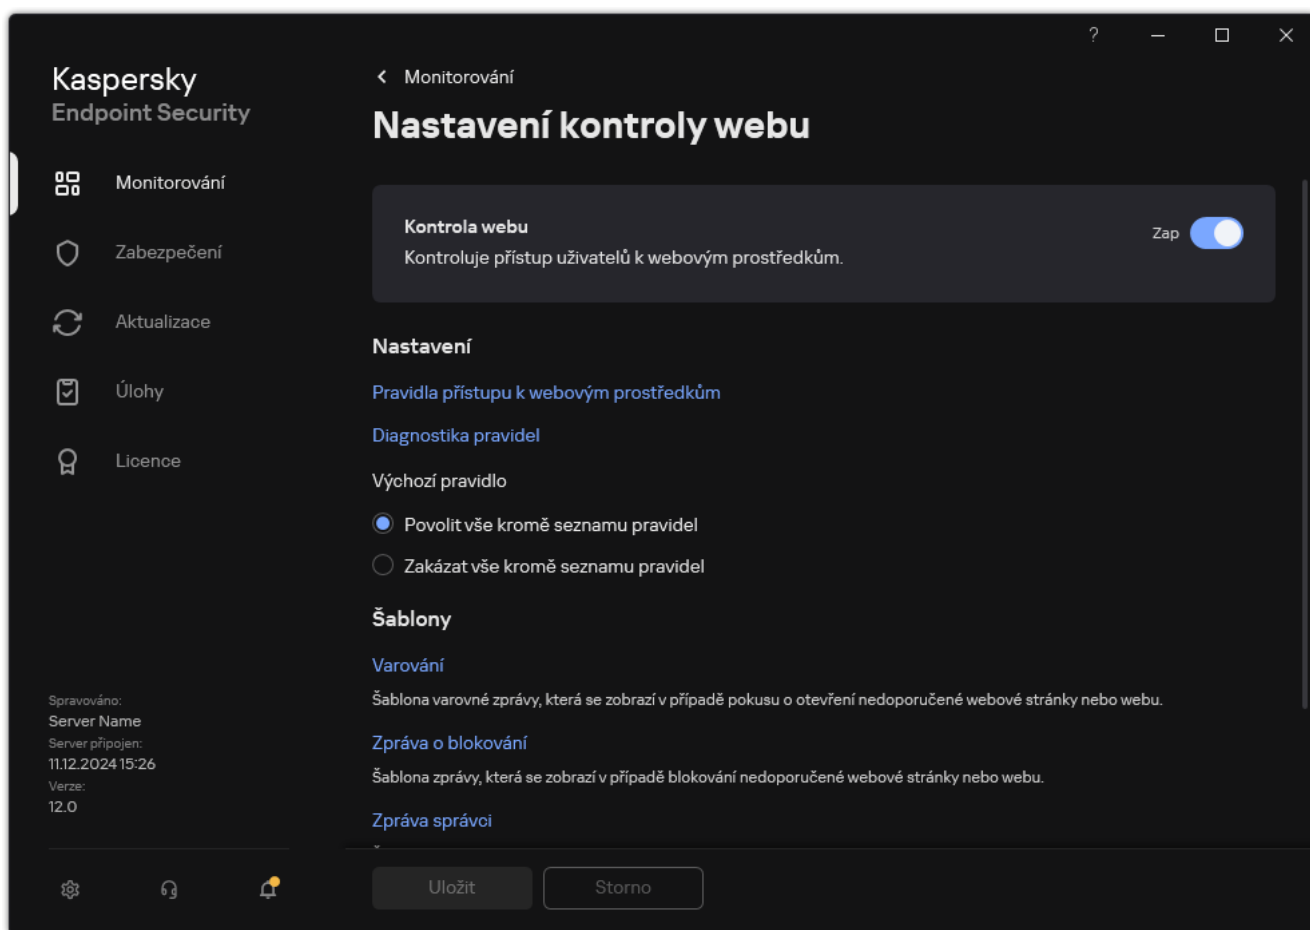 ?
Kaspersky
Endpoint Security
Monitorování
Zabezpečení
Aktualizace
Úlohy
Licence
Spravováno:
Server Name
Server připojen:
11.12.2024 15:26
Verze:
12.0
Monitorování
Nastavení kontroly webu
Kontrola webu
Kontroluje přístup uživatelů k webovým prostředkům.
Zap
Nastavení
Pravidla přístupu k webovým prostředkům
Diagnostika pravidel
Výchozí pravidlo
Povolit vše kromě seznamu pravidel
Zakázat vše kromě seznamu pravidel
Šablony
Varování
Šablona varovné zprávy, která se zobrazí v případě pokusu o otevření nedoporučené webové stránky nebo webu.
Zpráva o blokování
Šablona zprávy, která se zobrazí v případě blokování nedoporučené webové stránky nebo webu.
Zpráva správci
Uložit
Storno